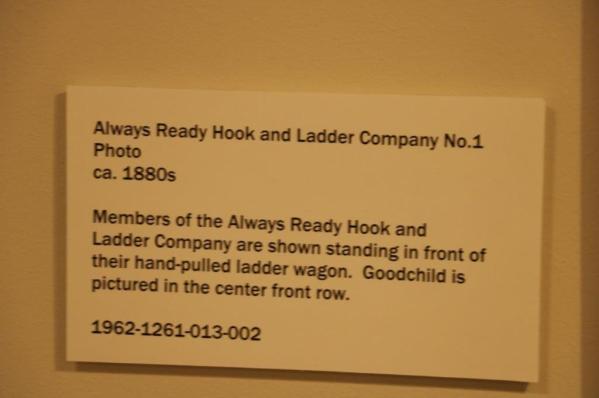 Always Ready Hook and Ladder Company No.1
Photo
ca. 1880s
Members of the Always Ready Hook and
Ladder Company are shown standing in front of
their hand-pulled ladder wagon.  Goodchild is
pictured in the center front row.
1962-1261-013-002